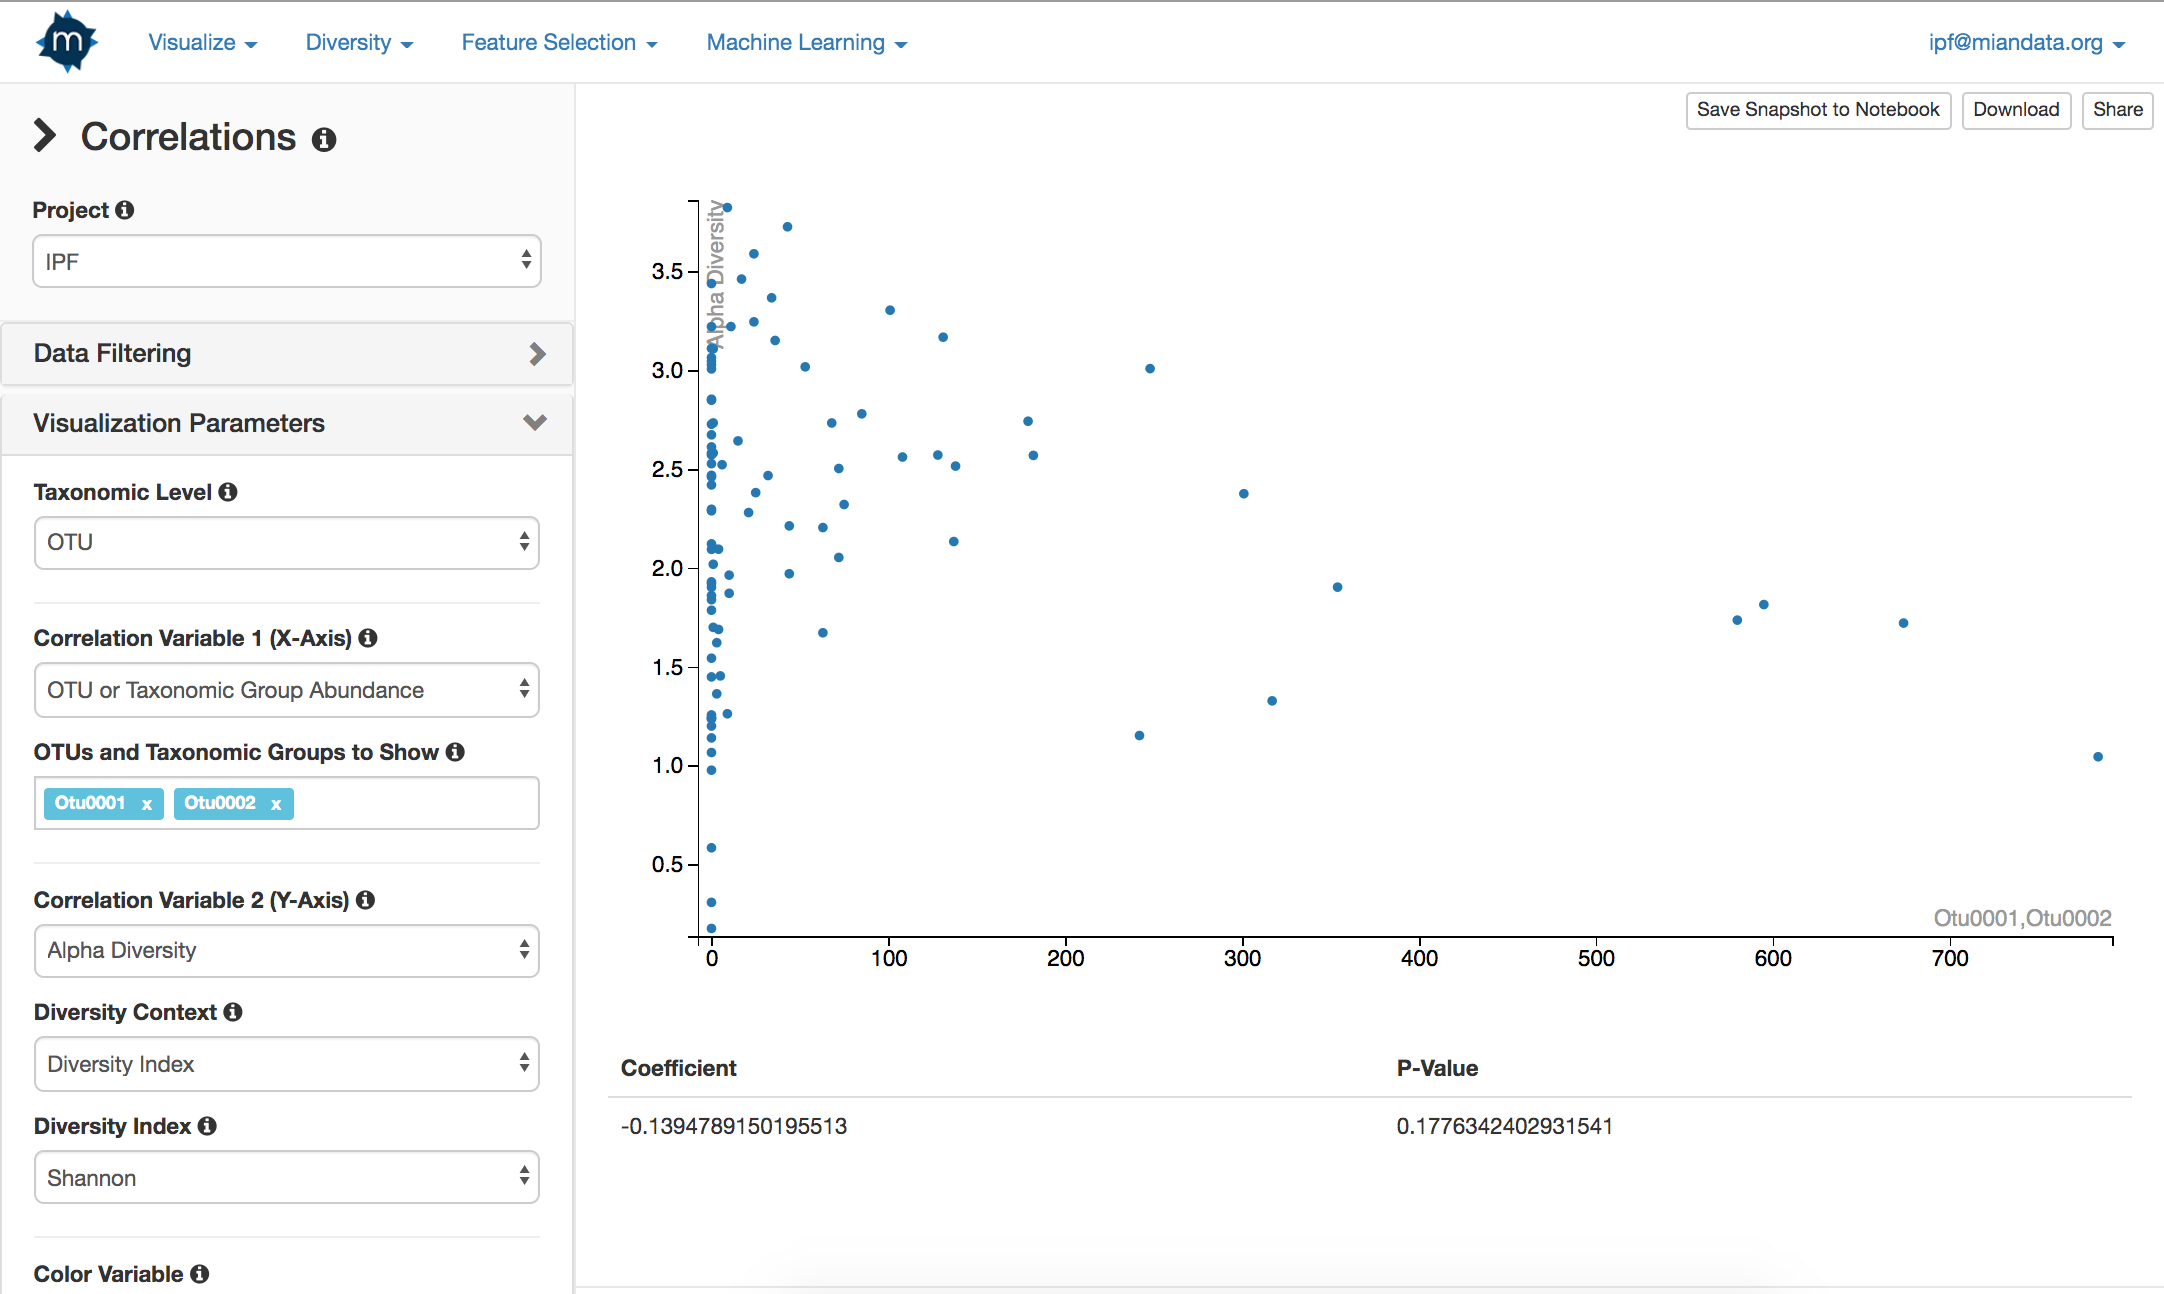 m Visualize Diversity Feature Selection Machine Learning ipf@miandata.org
Save Snapshot to Notebook Download Share
Correlations
Project
IPF
Data Filtering
Visualization Parameters
Taxonomic Level
OTU
Correlation Variable 1 (X-Axis)
OTU or Taxonomic Group Abundance
OTUs and Taxonomic Groups to Show
Otu0001 x Otu0002 x
Correlation Variable 2 (Y-Axis)
Alpha Diversity
Diversity Context
Diversity Index
Diversity Index
Shannon
Color Variable
Alpha Diversity
3.5
3.0
2.5
2.0
1.5
1.0
0.5
Otu0001,Otu0002
0 100 200 300 400 500 600 700
Coefficient P-Value
-0.1394789150195513 0.1776342402931541